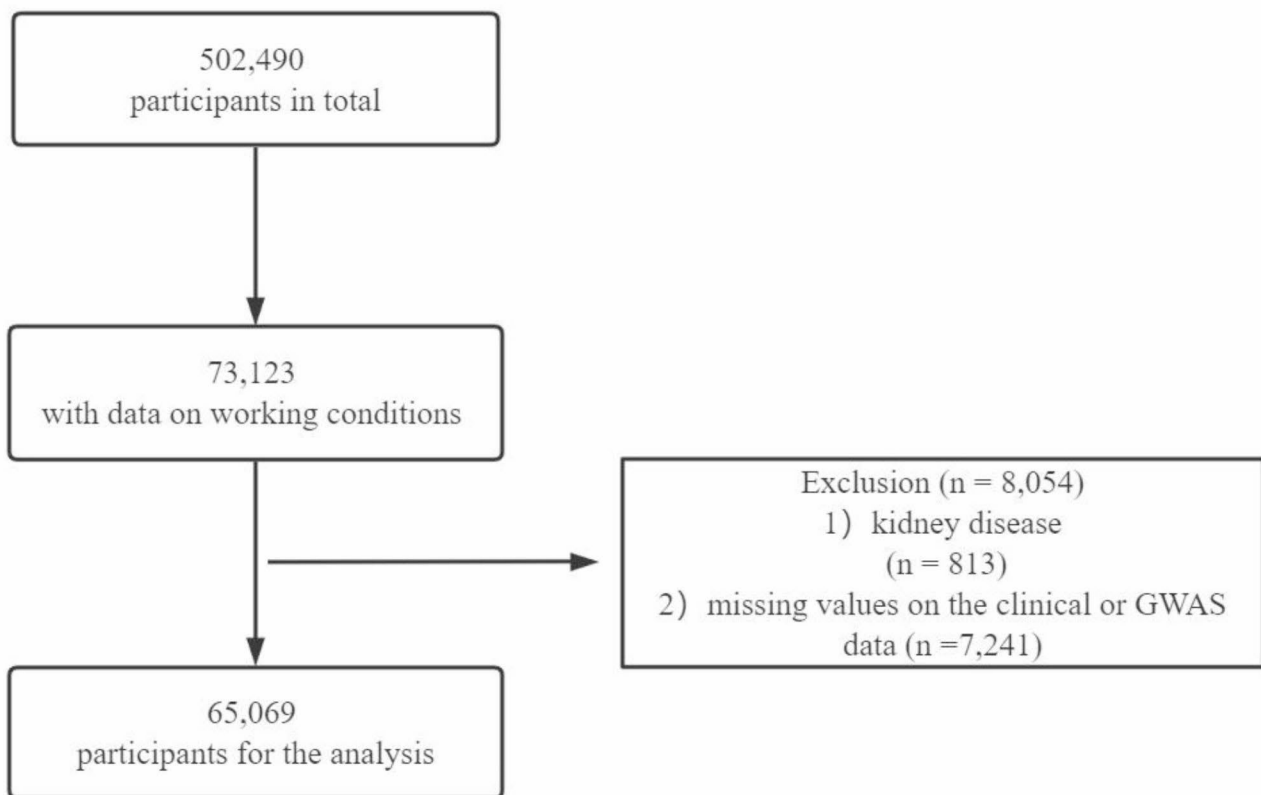 502,490
participants in total
73,123
with data on working conditions
Exclusion (n = 8,054)
1）kidney disease
(n = 813)
2）missing values on the clinical or GWAS
data (n =7,241)
65,069
participants for the analysis